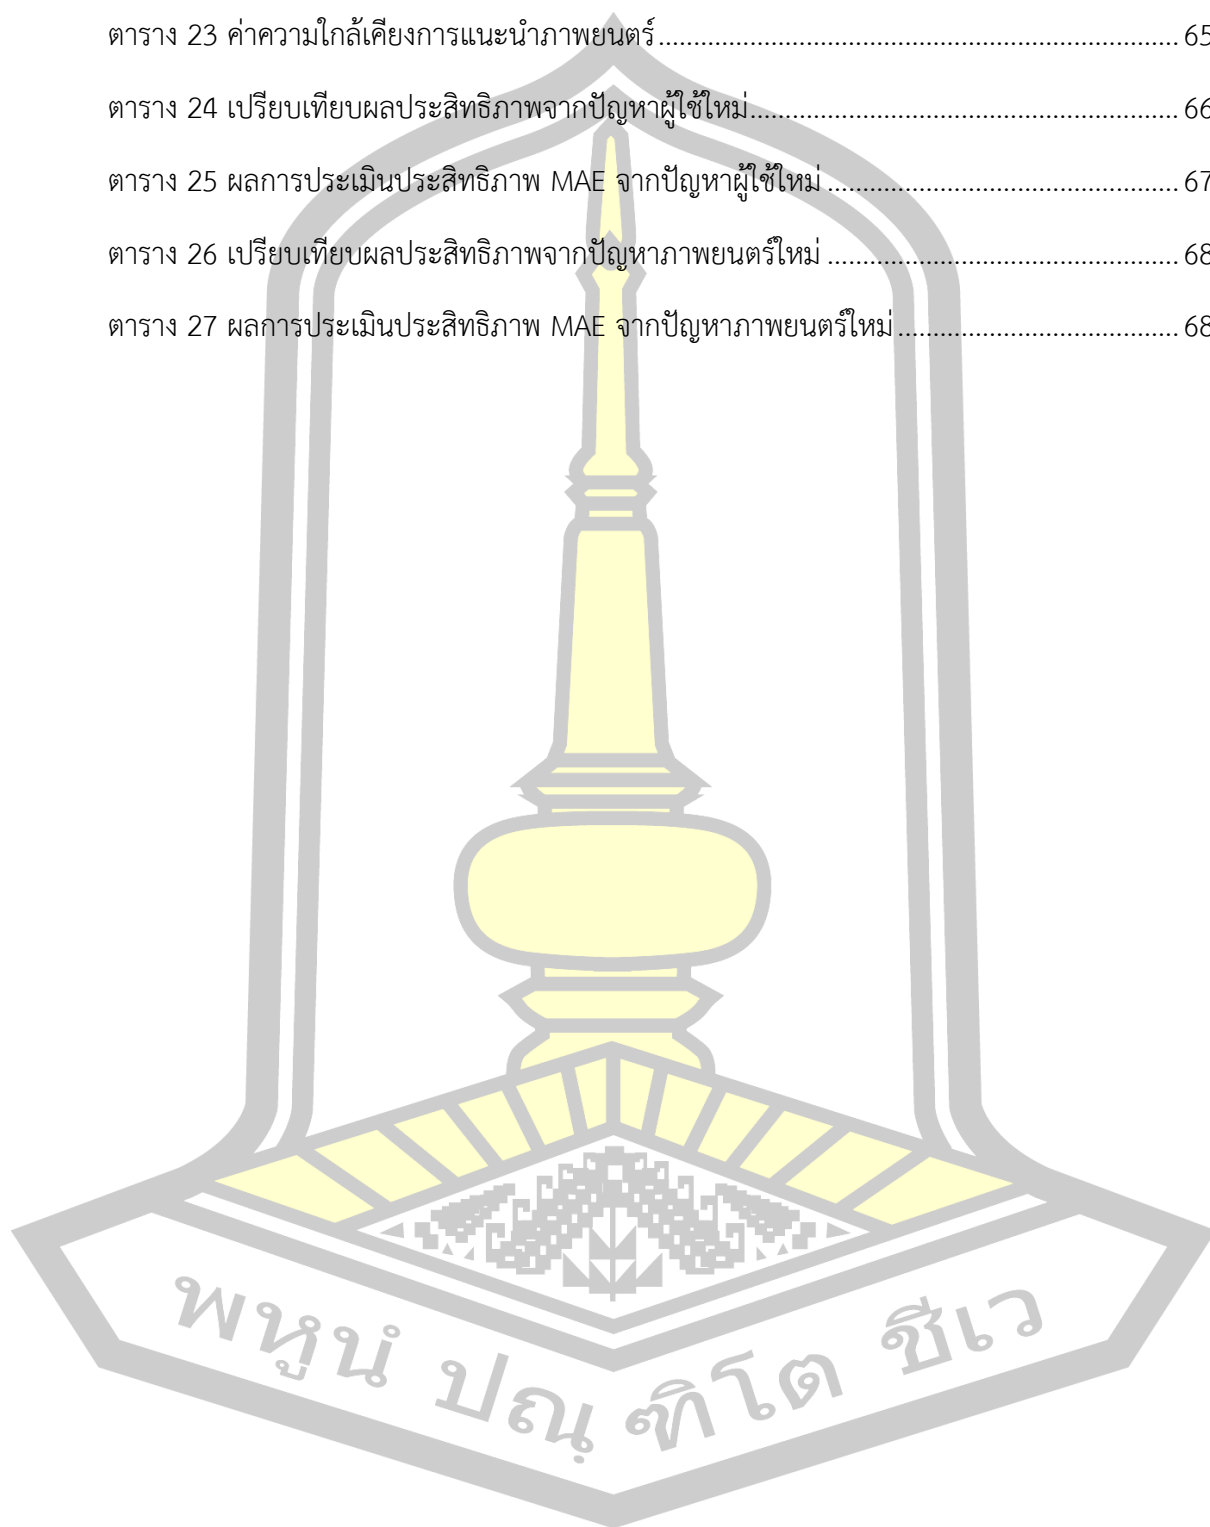 ตาราง 23 ค่าความใกล้เคียงการแนะนำภาพยนตร์.......................................................................... 65
ตาราง 24 เปรียบเทียบผลประสิทธิภาพจากปัญหาผู้ใช้ใหม่............................................................. 66
ตาราง 25 ผลการประเมินประสิทธิภาพ MAE จากปัญหาผู้ใช้ใหม่.................................................. 67
ตาราง 26 เปรียบเทียบผลประสิทธิภาพจากปัญหาภาพยนตร์ใหม่.................................................. 68
ตาราง 27 ผลการประเมินประสิทธิภาพ MAE จากปัญหาภาพยนตร์ใหม่........................................ 68
พหูนํ ปณฺฑิโต ชีเว